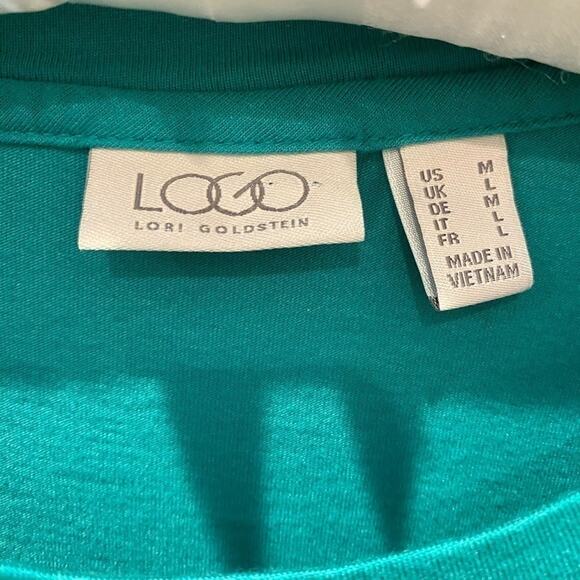 LOGO
LORI GOLDSTEIN
US M
UK L
DE M
IT L
FR L
MADE IN
VIETNAM